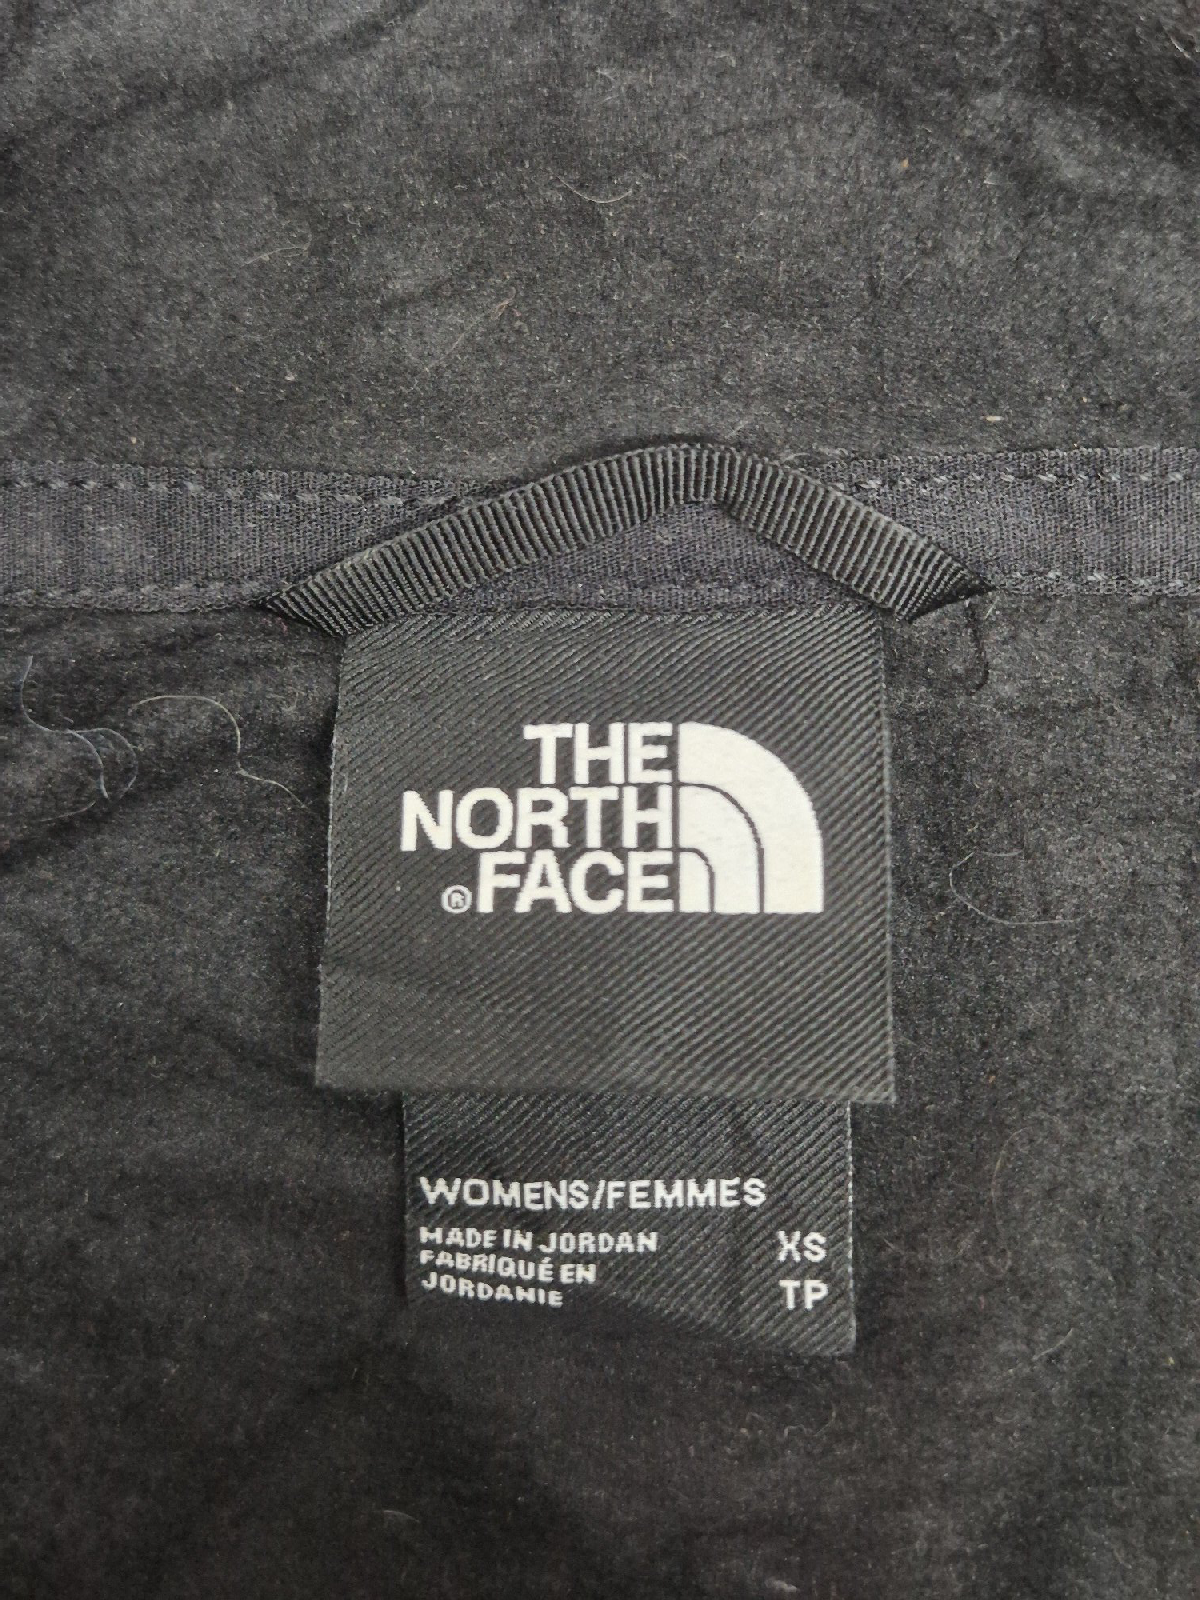 THE
NORTH
®FACE
WOMENS/FEMMES
MADE IN JORDAN XS
FABRIQUÉ EN
JORDANIE TP